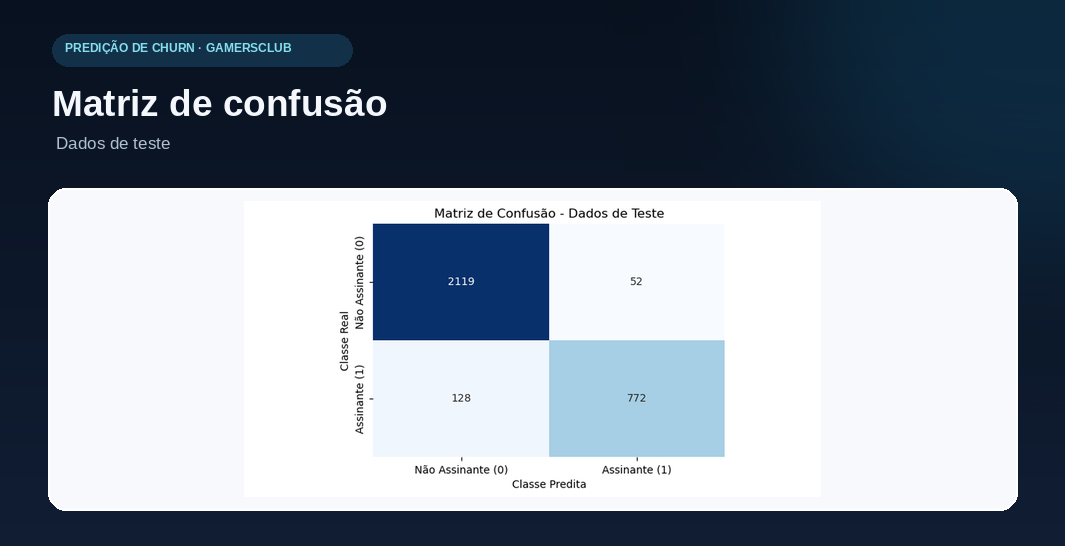 PREDIÇÃO DE CHURN · GAMERSCLUB
Matriz de confusão
Dados de teste
Matriz de Confusão - Dados de Teste
Classe Real
Não Assinante (0)
2119
52
Assinante (1)
128
772
Não Assinante (0)
Assinante (1)
Classe Predita